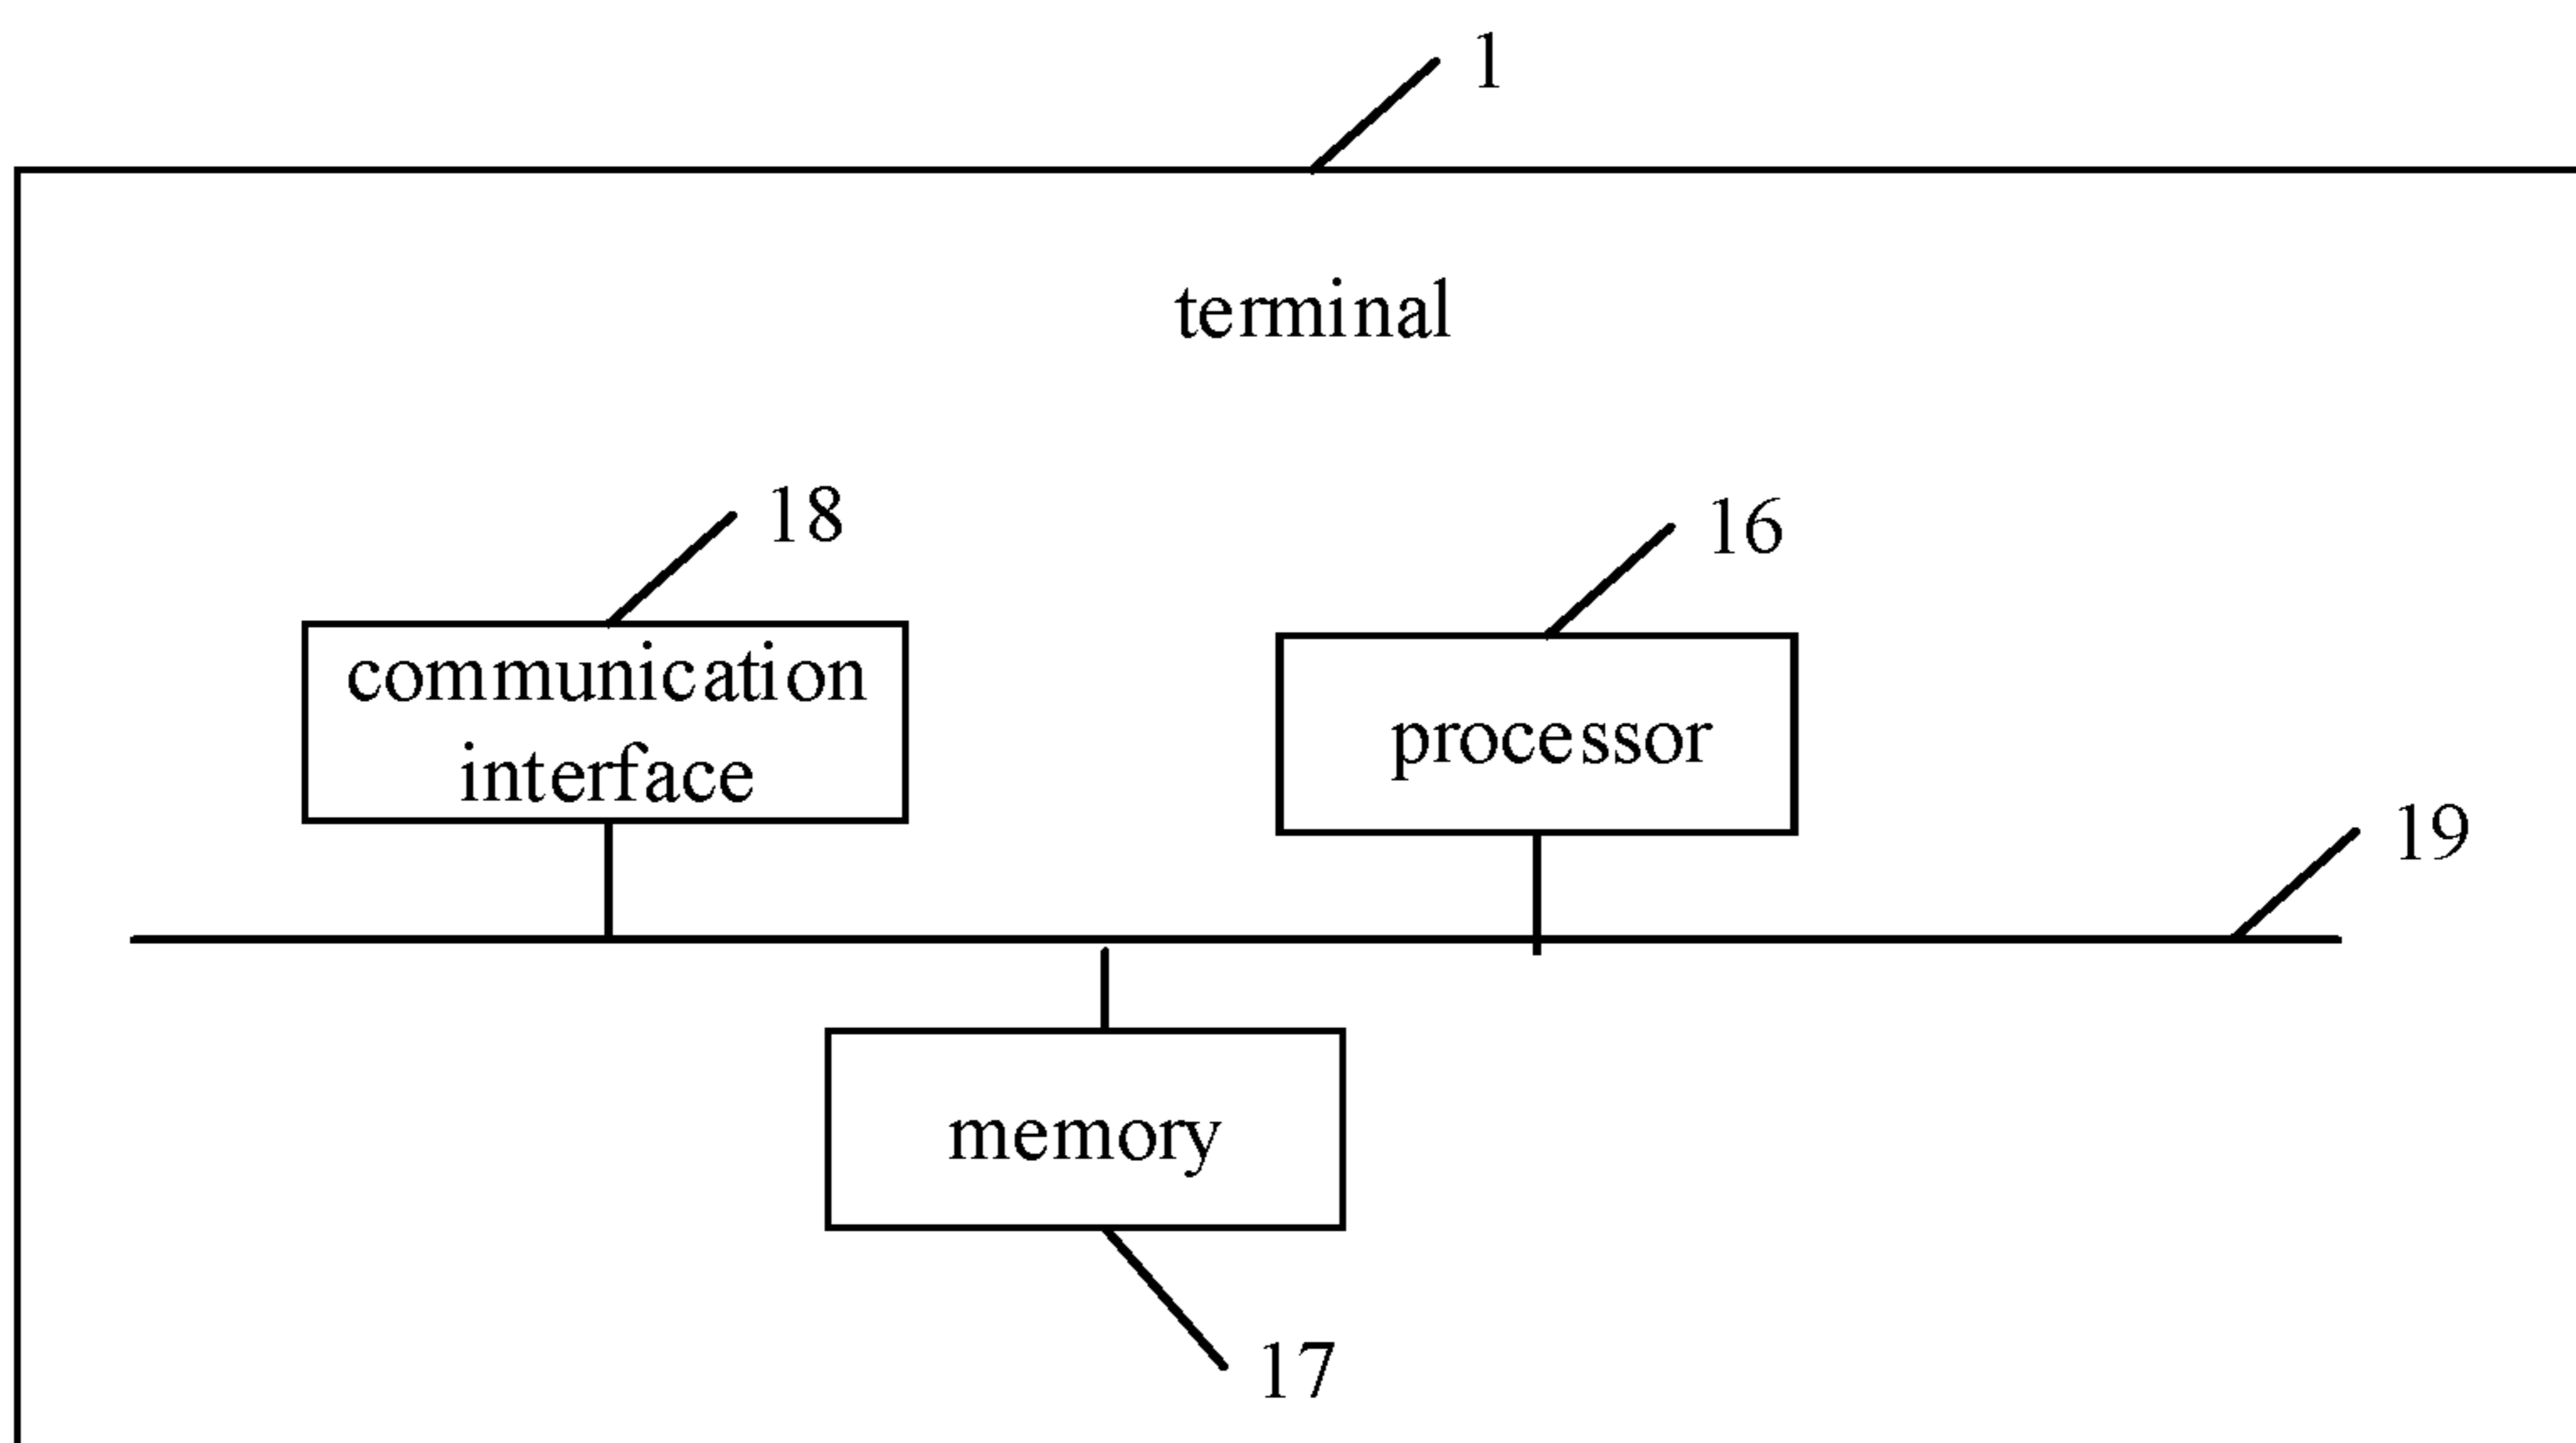 1
terminal
18
16
communication
interface
processor
19
memory
17